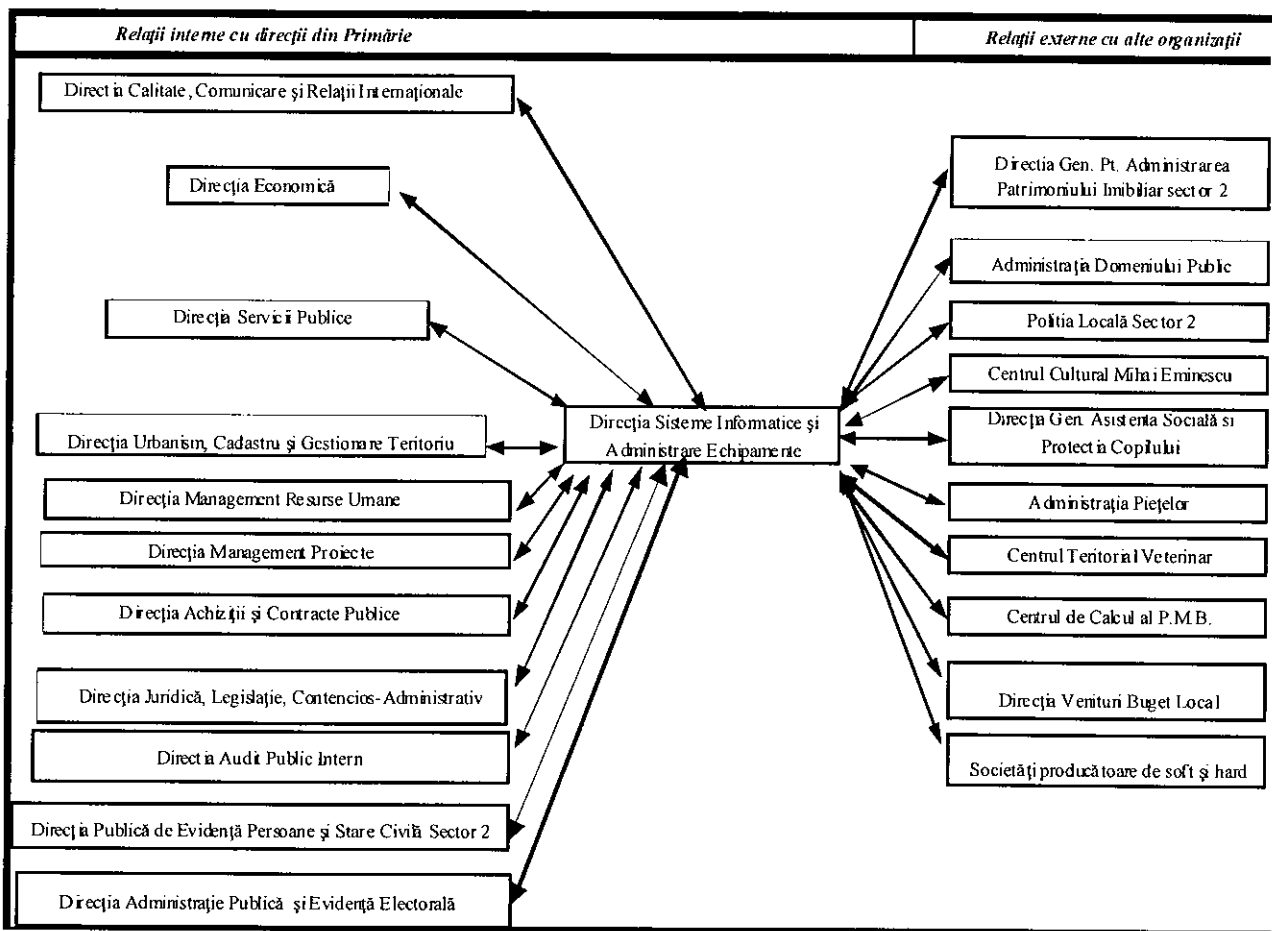 Relații interne cu direcții din Primărie
Relații externe cu alte organizații
Directia Calitate, Comunicare și Relații Internaționale
Direcția Economică
Direcția Servicii Publice
Direcția Urbanism, Cadastru și Gestionare Teritoriu
Direcția Management Resurse Umane
Direcția Management Proiecte
Direcția Achiziții și Contracte Publice
Direcția Juridică, Legislație, Contencios-Administrativ
Directia Audit Public Intern
Direcția Publică de Evidență Persoane și Stare Civilă Sector 2
Direcția Administrație Publică și Evidență Electorală
Direcția Sisteme Informatice și
Administrare Echipamente
Directia Gen. Pt. Administrarea
Patrimoniului Imibiliar sector 2
Administrația Domeniului Public
Politia Locală Sector 2
Centrul Cultural Mihai Eminescu
Direcția Gen. Asistenta Socială si
Protectia Copilului
Administrația Piețelor
Centrul Teritorial Veterinar
Centrul de Calcul al P.M.B.
Direcția Venituri Buget Local
Societăți producătoare de soft și hard